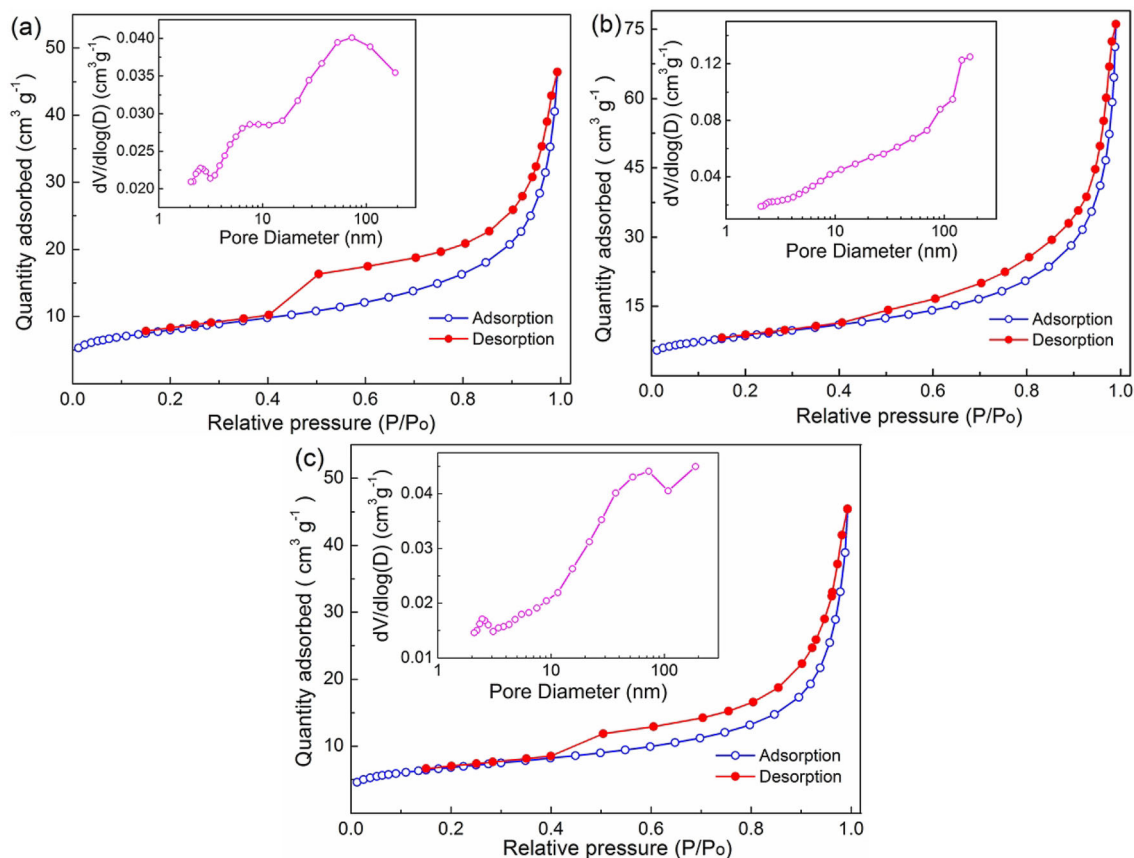 (a)
Quantity adsorbed (cm³ g⁻¹)
50
40
30
20
10
0.0 0.2 0.4 0.6 0.8 1.0
Relative pressure (P/Po)
Adsorption
Desorption
dV/dlog(D) (cm³g⁻¹)
0.040
0.035
0.030
0.025
0.020
1 10 100
Pore Diameter (nm)
(b)
Quantity adsorbed ( cm³ g⁻¹)
75
60
45
30
15
0.0 0.2 0.4 0.6 0.8 1.0
Relative pressure (P/Po)
Adsorption
Desorption
dV/dlog(D) (cm³g⁻¹)
0.12
0.08
0.04
1 10 100
Pore Diameter (nm)
(c)
Quantity adsorbed ( cm³ g⁻¹)
50
40
30
20
10
0.0 0.2 0.4 0.6 0.8 1.0
Relative pressure (P/Po)
Adsorption
Desorption
dV/dlog(D) (cm³g⁻¹)
0.04
0.03
0.02
0.01
1 10 100
Pore Diameter (nm)